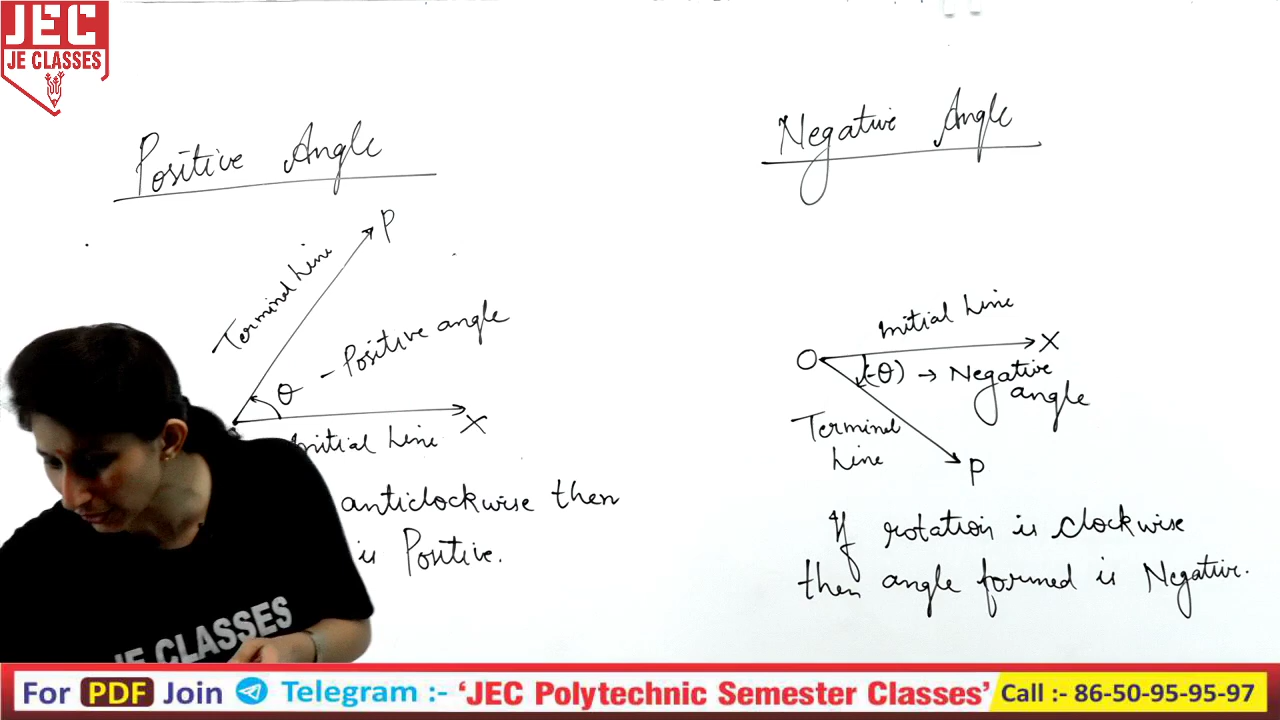 JEC
JE CLASSES
Positive Angle
P
Terminal Line
θ - Positive angle
X
Initial Line
anticlockwise then
is Positive.
Negative Angle
Initial Line
O
X
(-θ) → Negative
angle
Terminal
Line
P
If rotation is clockwise
then angle formed is Negative.
JE CLASSES
For PDF Join Telegram :- ‘JEC Polytechnic Semester Classes’ Call :- 86-50-95-95-97